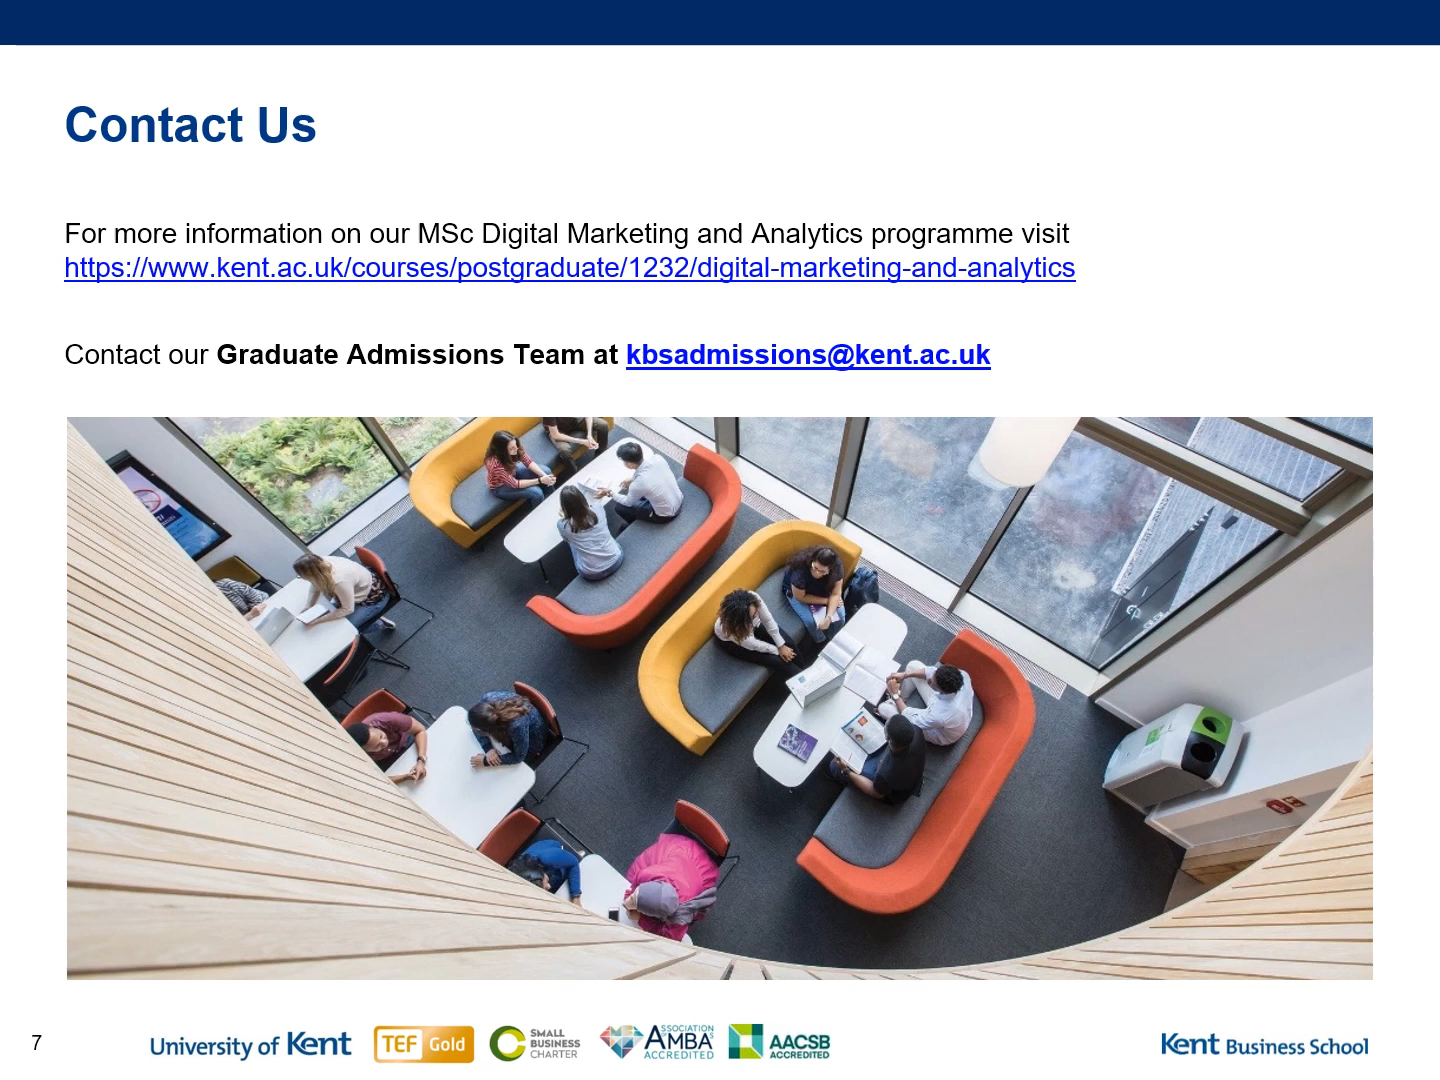 Contact Us
For more information on our MSc Digital Marketing and Analytics programme visit
https://www.kent.ac.uk/courses/postgraduate/1232/digital-marketing-and-analytics
Contact our Graduate Admissions Team at kbsadmissions@kent.ac.uk
7
University of Kent
TEF Gold
SMALL
BUSINESS
CHARTER
ASSOCIATION
AMBA
ACCREDITED
AACSB
ACCREDITED
Kent Business School